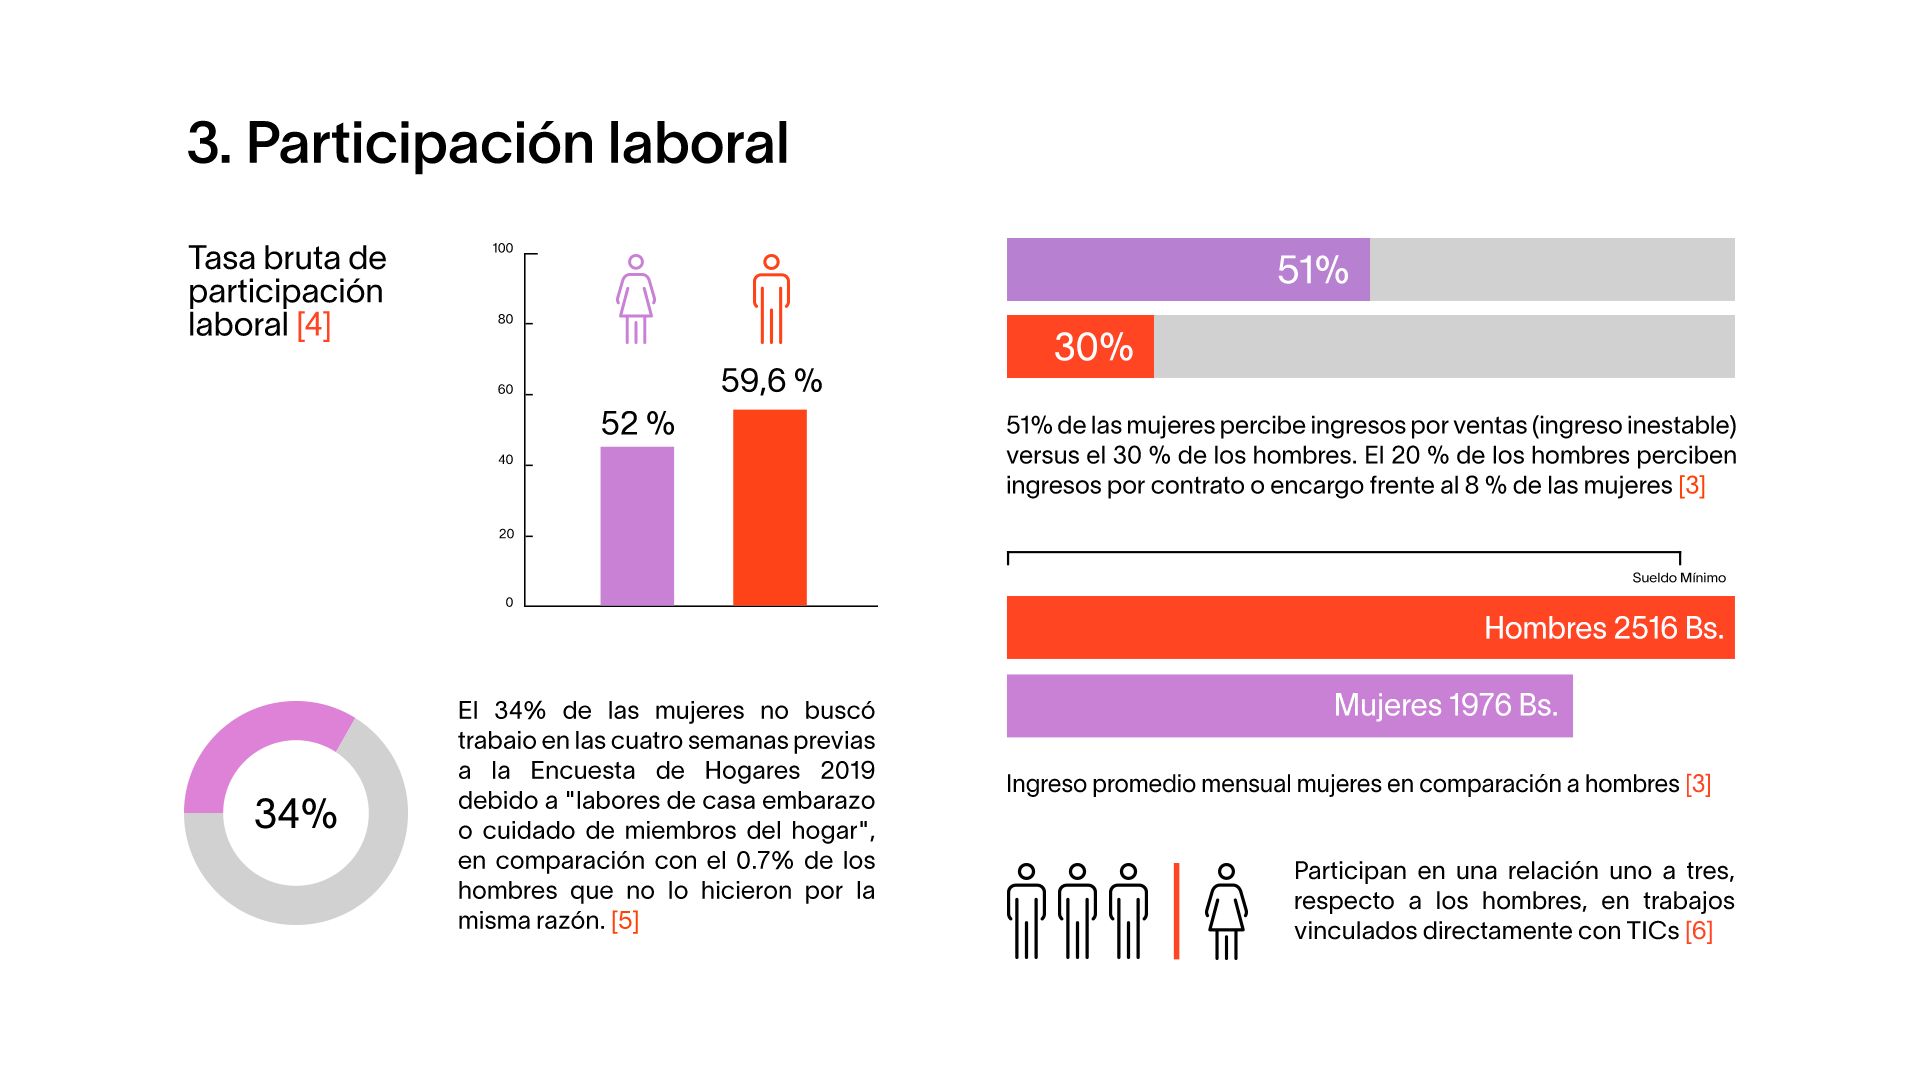 3. Participación laboral
Tasa bruta de
participación
laboral [4]
100
80
60
40
20
0
52 %
59,6 %
34%
El 34% de las mujeres no buscó
trabaio en las cuatro semanas previas
a la Encuesta de Hogares 2019
debido a "labores de casa embarazo
o cuidado de miembros del hogar",
en comparación con el 0.7% de los
hombres que no lo hicieron por la
misma razón. [5]
51%
30%
51% de las mujeres percibe ingresos por ventas (ingreso inestable)
versus el 30 % de los hombres. El 20 % de los hombres perciben
ingresos por contrato o encargo frente al 8 % de las mujeres [3]
Sueldo Mínimo
Hombres 2516 Bs.
Mujeres 1976 Bs.
Ingreso promedio mensual mujeres en comparación a hombres [3]
Participan en una relación uno a tres,
respecto a los hombres, en trabajos
vinculados directamente con TICs [6]